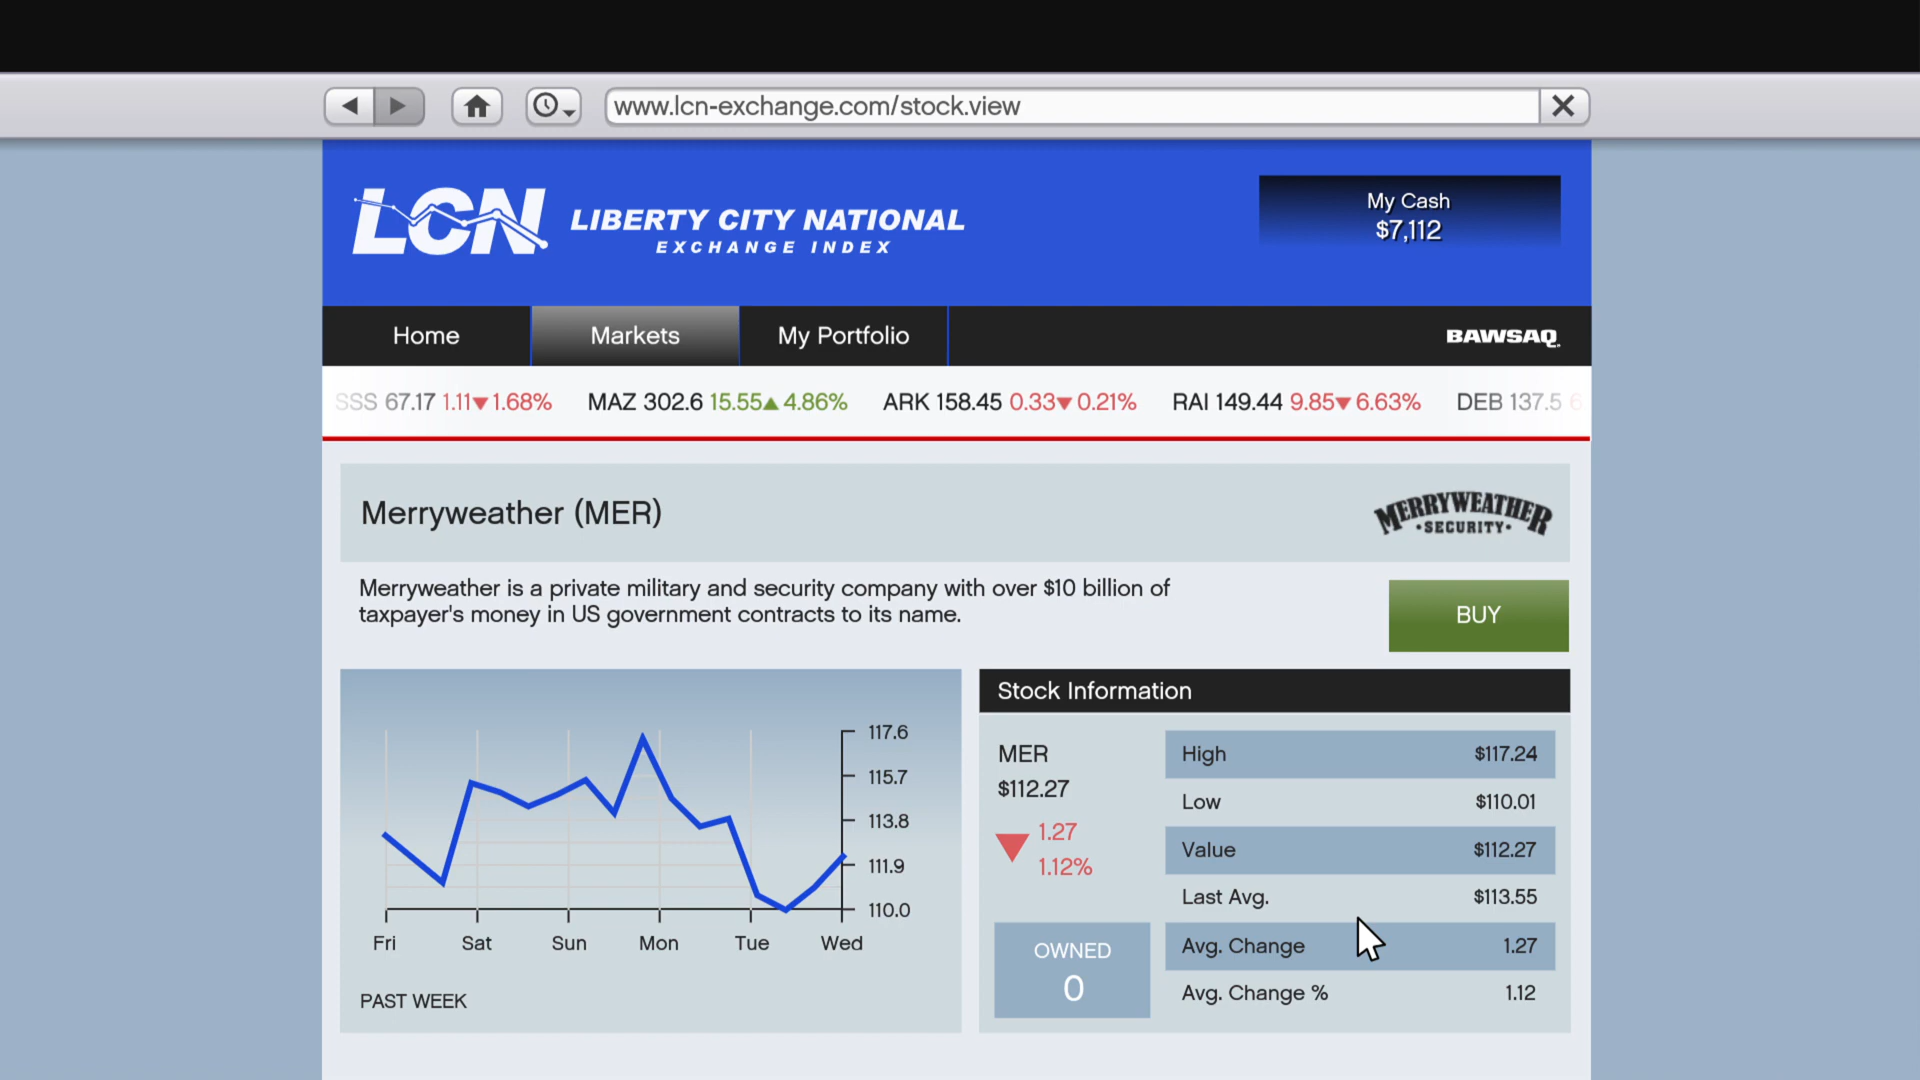 www.lcn-exchange.com/stock.view
LCN LIBERTY CITY NATIONAL
EXCHANGE INDEX
My Cash
$7,112
Home Markets My Portfolio BAWSAQ.
SSS 67.17 1.11▼1.68% MAZ 302.6 15.55▲4.86% ARK 158.45 0.33▼0.21% RAI 149.44 9.85▼6.63% DEB 137.5 6
Merryweather (MER)
MERRYWEATHER
•SECURITY•
Merryweather is a private military and security company with over $10 billion of
taxpayer's money in US government contracts to its name.
BUY
117.6
115.7
113.8
111.9
110.0
Fri Sat Sun Mon Tue Wed
PAST WEEK
Stock Information
MER
$112.27
1.27
1.12%
OWNED
0
High $117.24
Low $110.01
Value $112.27
Last Avg. $113.55
Avg. Change 1.27
Avg. Change % 1.12